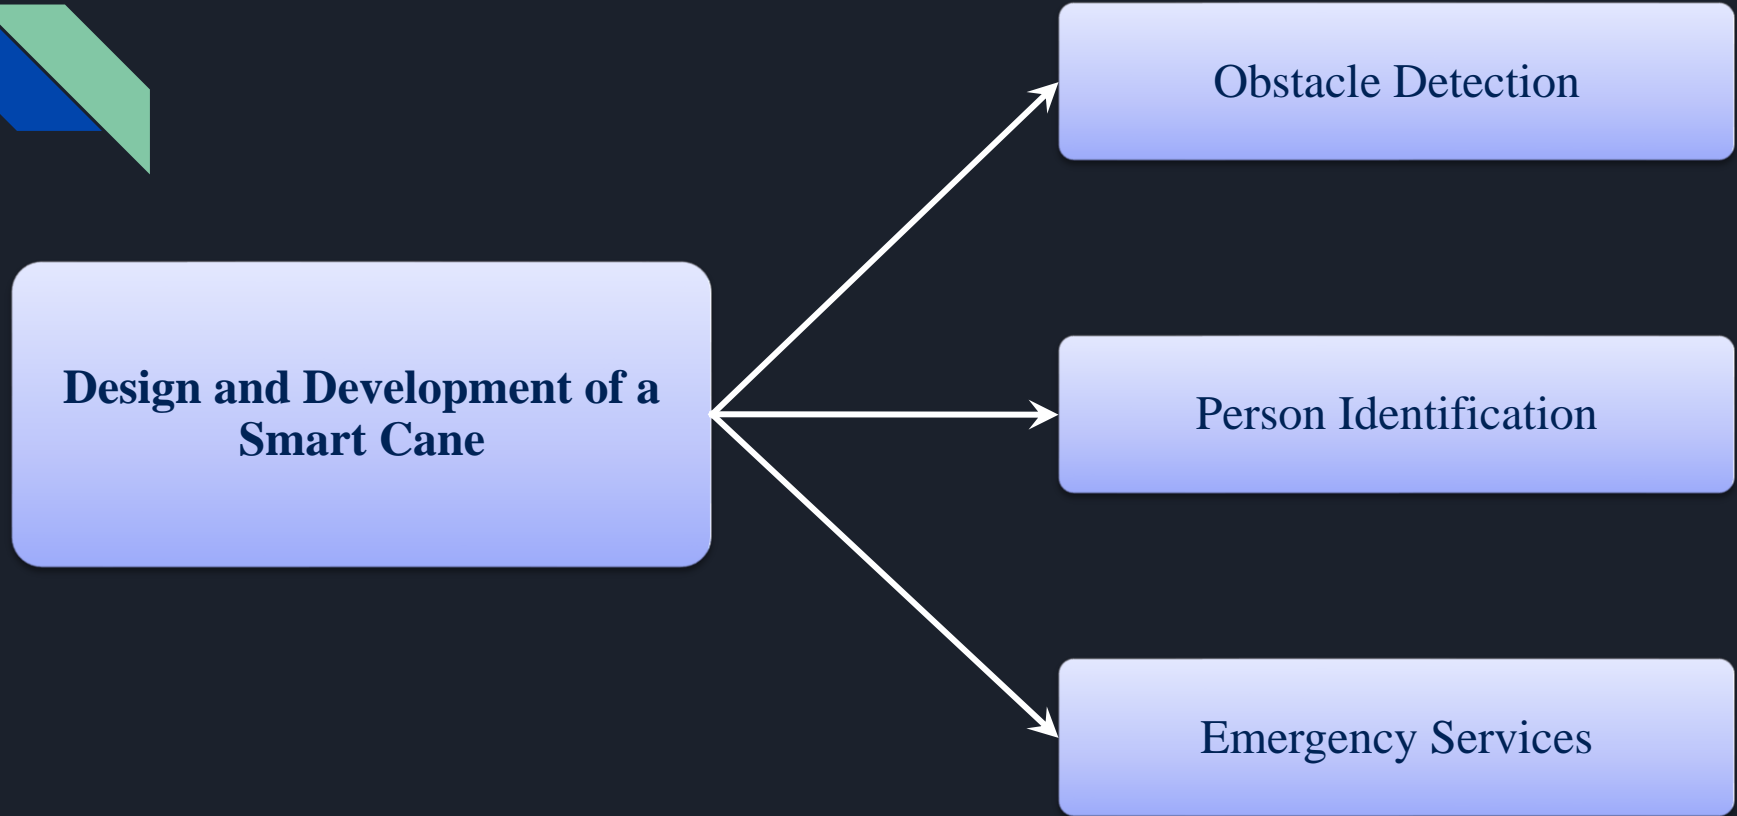 Obstacle Detection
Design and Development of a
Smart Cane
Person Identification
Emergency Services